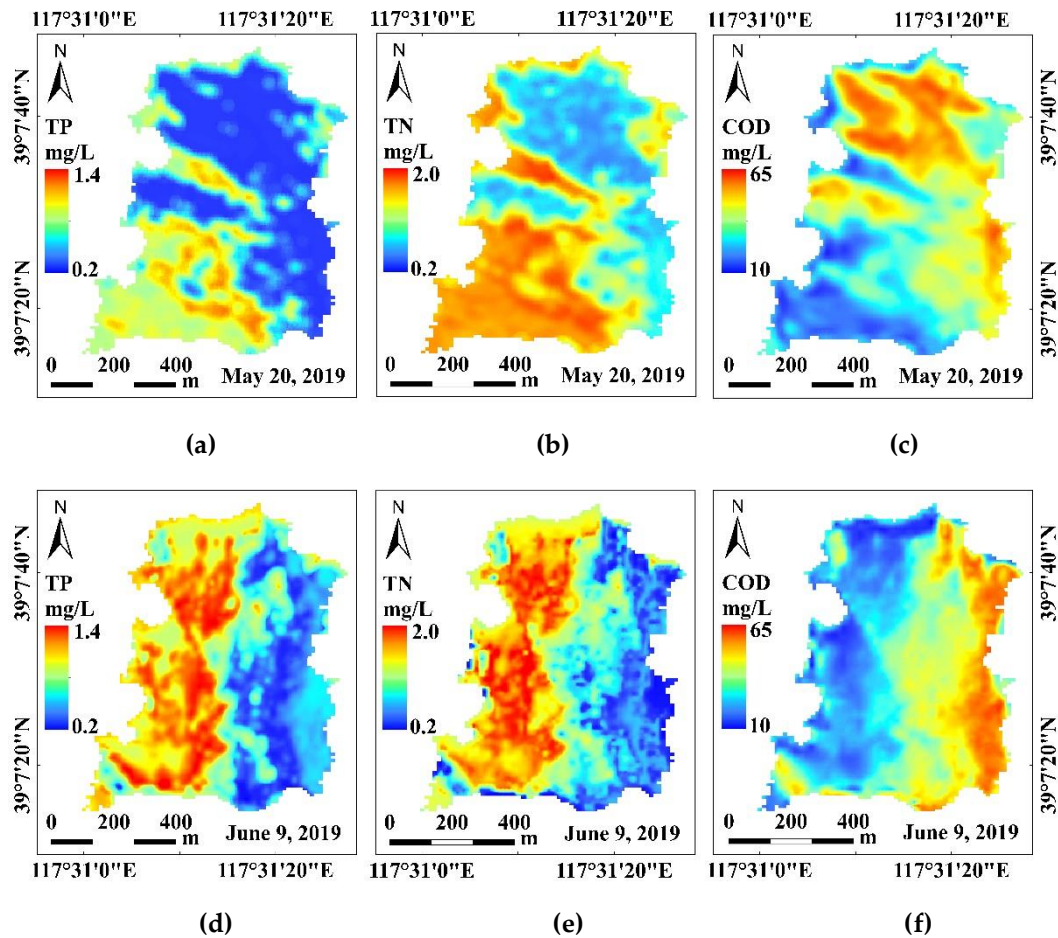 117°31'0"E 117°31'20"E 117°31'0"E 117°31'20"E 117°31'0"E 117°31'20"E
39°7'40"N
39°7'20"N
N
TP
mg/L
1.4
0.2
0 200 400
m
May 20, 2019
N
TN
mg/L
2.0
0.2
0 200 400
m
May 20, 2019
N
COD
mg/L
65
10
0 200 400
m
May 20, 2019
39°7'40"N
39°7'20"N
(a) (b) (c)
39°7'40"N
39°7'20"N
N
TP
mg/L
1.4
0.2
0 200 400
m
June 9, 2019
N
TN
mg/L
2.0
0.2
0 200 400
m
June 9, 2019
N
COD
mg/L
65
10
0 200 400
m
June 9, 2019
39°7'40"N
39°7'20"N
117°31'0"E 117°31'20"E 117°31'0"E 117°31'20"E 117°31'0"E 117°31'20"E
(d) (e) (f)